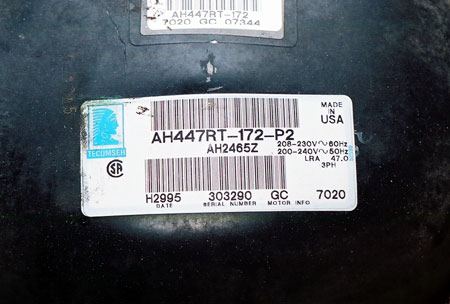 AH447RT-172
7020 GC 07344
MADE
IN
USA
AH447RT-172-P2
AH2465Z
208-230V~60Hz
200-240V~50Hz
LRA 47.0
3PH
TECUMSEH
SA
H2995 303290 GC 7020
DATE SERIAL NUMBER MOTOR INFO